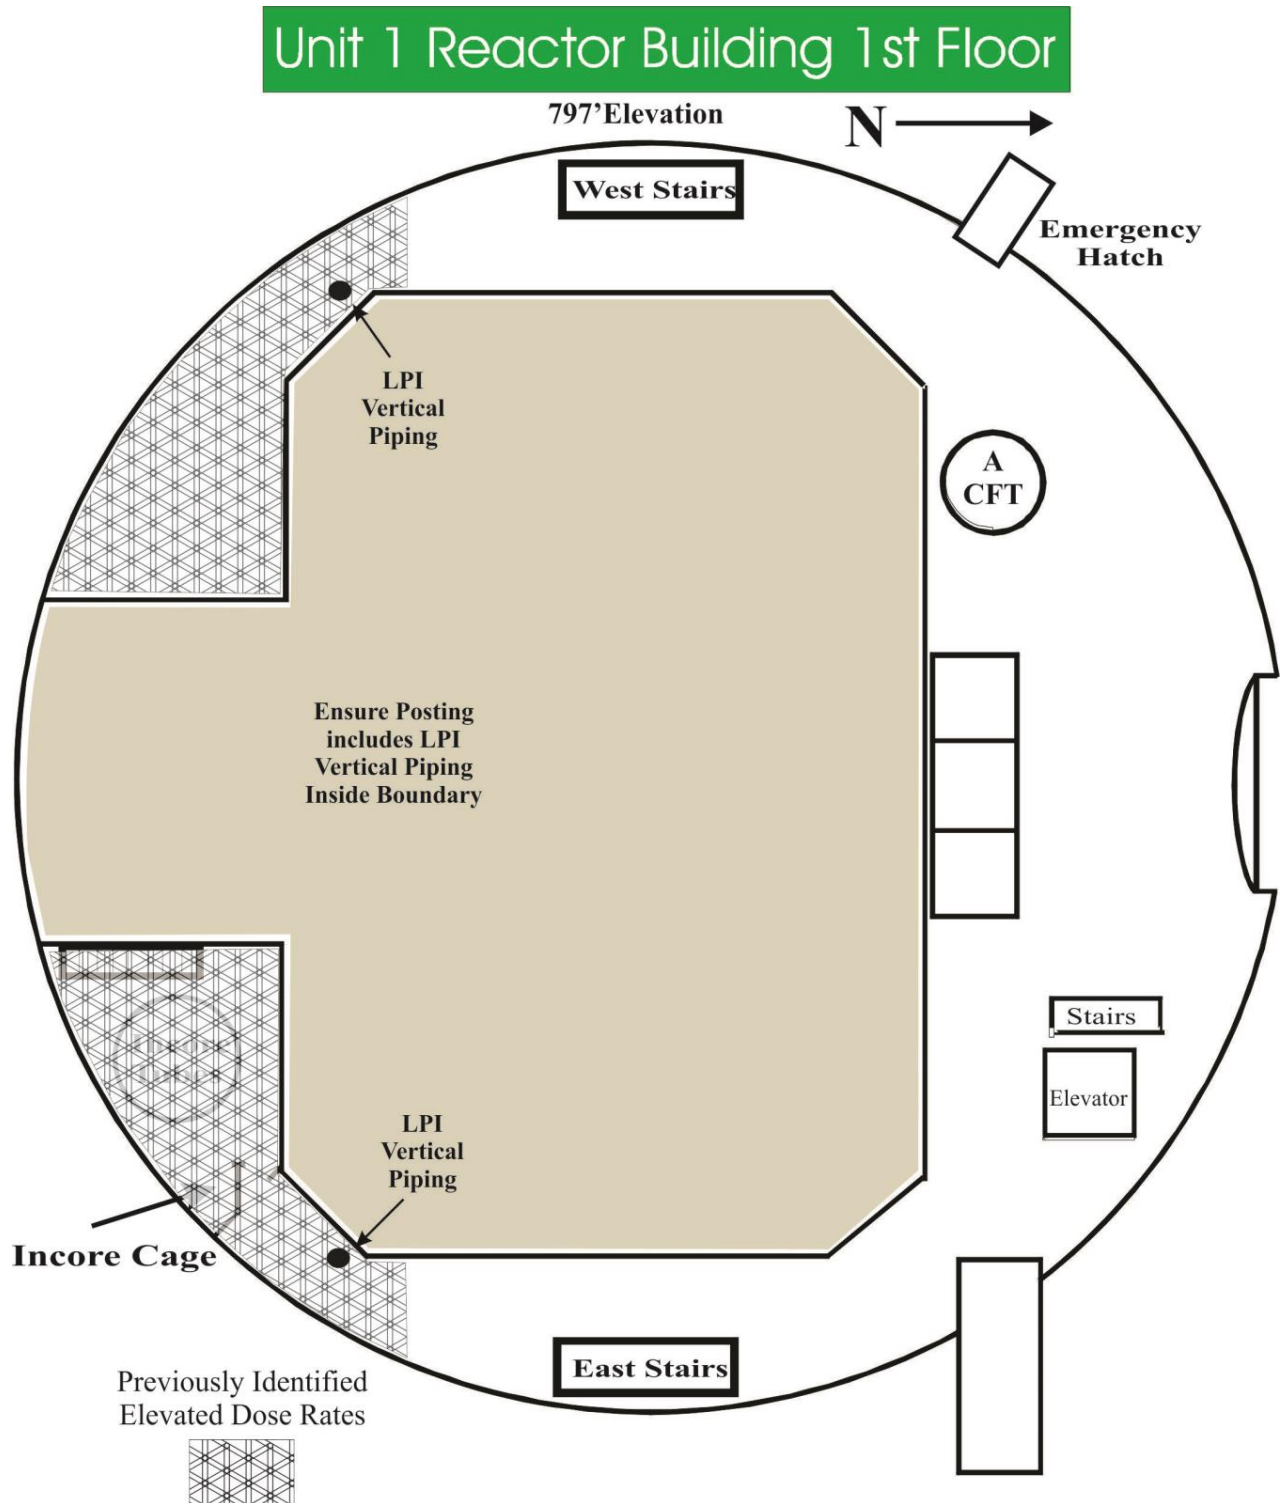 Unit 1 Reactor Building 1st Floor
797'Elevation
N
West Stairs
Emergency
Hatch
LPI
Vertical
Piping
A
CFT
Ensure Posting
includes LPI
Vertical Piping
Inside Boundary
Stairs
Elevator
LPI
Vertical
Piping
Incore Cage
East Stairs
Previously Identified
Elevated Dose Rates